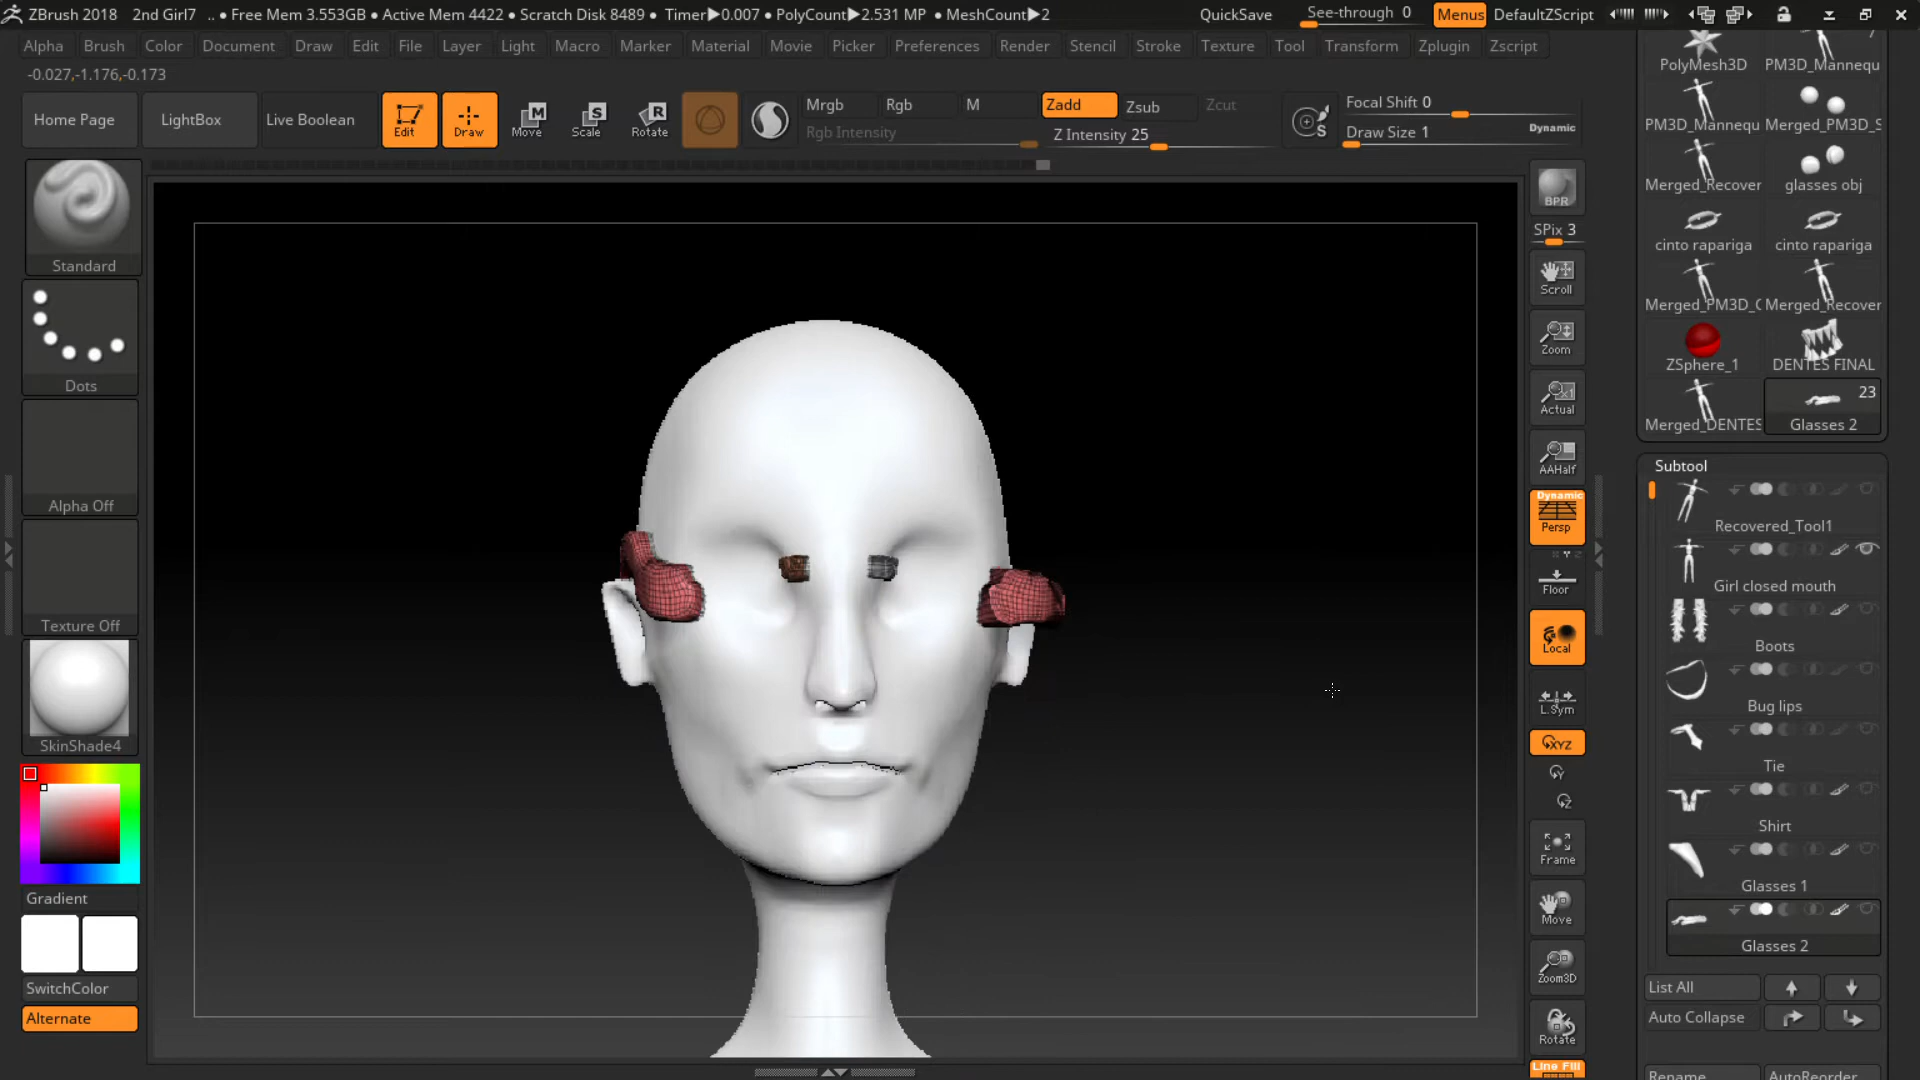 ZBrush 2018 2nd Girl7 .. • Free Mem 3.553GB • Active Mem 4422 • Scratch Disk 8489 • Timer▶0.007 • PolyCount▶2.531 MP • MeshCount▶2 QuickSave See-through 0 Menus DefaultZScript
Alpha Brush Color Document Draw Edit File Layer Light Macro Marker Material Movie Picker Preferences Render Stencil Stroke Texture Tool Transform Zplugin Zscript
-0.027,-1.176,-0.173
Home Page LightBox Live Boolean Edit Draw Move Scale Rotate
Mrgb Rgb M Zadd Zsub Zcut
Rgb Intensity Z Intensity 25
S Focal Shift 0
Draw Size 1 Dynamic
Standard
Dots
Alpha Off
Texture Off
SkinShade4
Gradient
SwitchColor
Alternate
BPR
SPix 3
Scroll
Zoom
Actual
AAHalf
Dynamic
Persp
Floor
Local
L.Sym
XYZ
Y
Z
Frame
Move
Zoom3D
Rotate
Line Fill
7
PolyMesh3D PM3D_Mannequ
PM3D_Mannequ Merged_PM3D_S
Merged_Recover glasses obj
cinto rapariga cinto rapariga
Merged_PM3D_C Merged_Recover
ZSphere_1 DENTES FINAL
23
Merged_DENTES Glasses 2
Subtool
Recovered_Tool1
Girl closed mouth
Boots
Bug lips
Tie
Shirt
Glasses 1
Glasses 2
List All
Auto Collapse
Rename AutoReorder